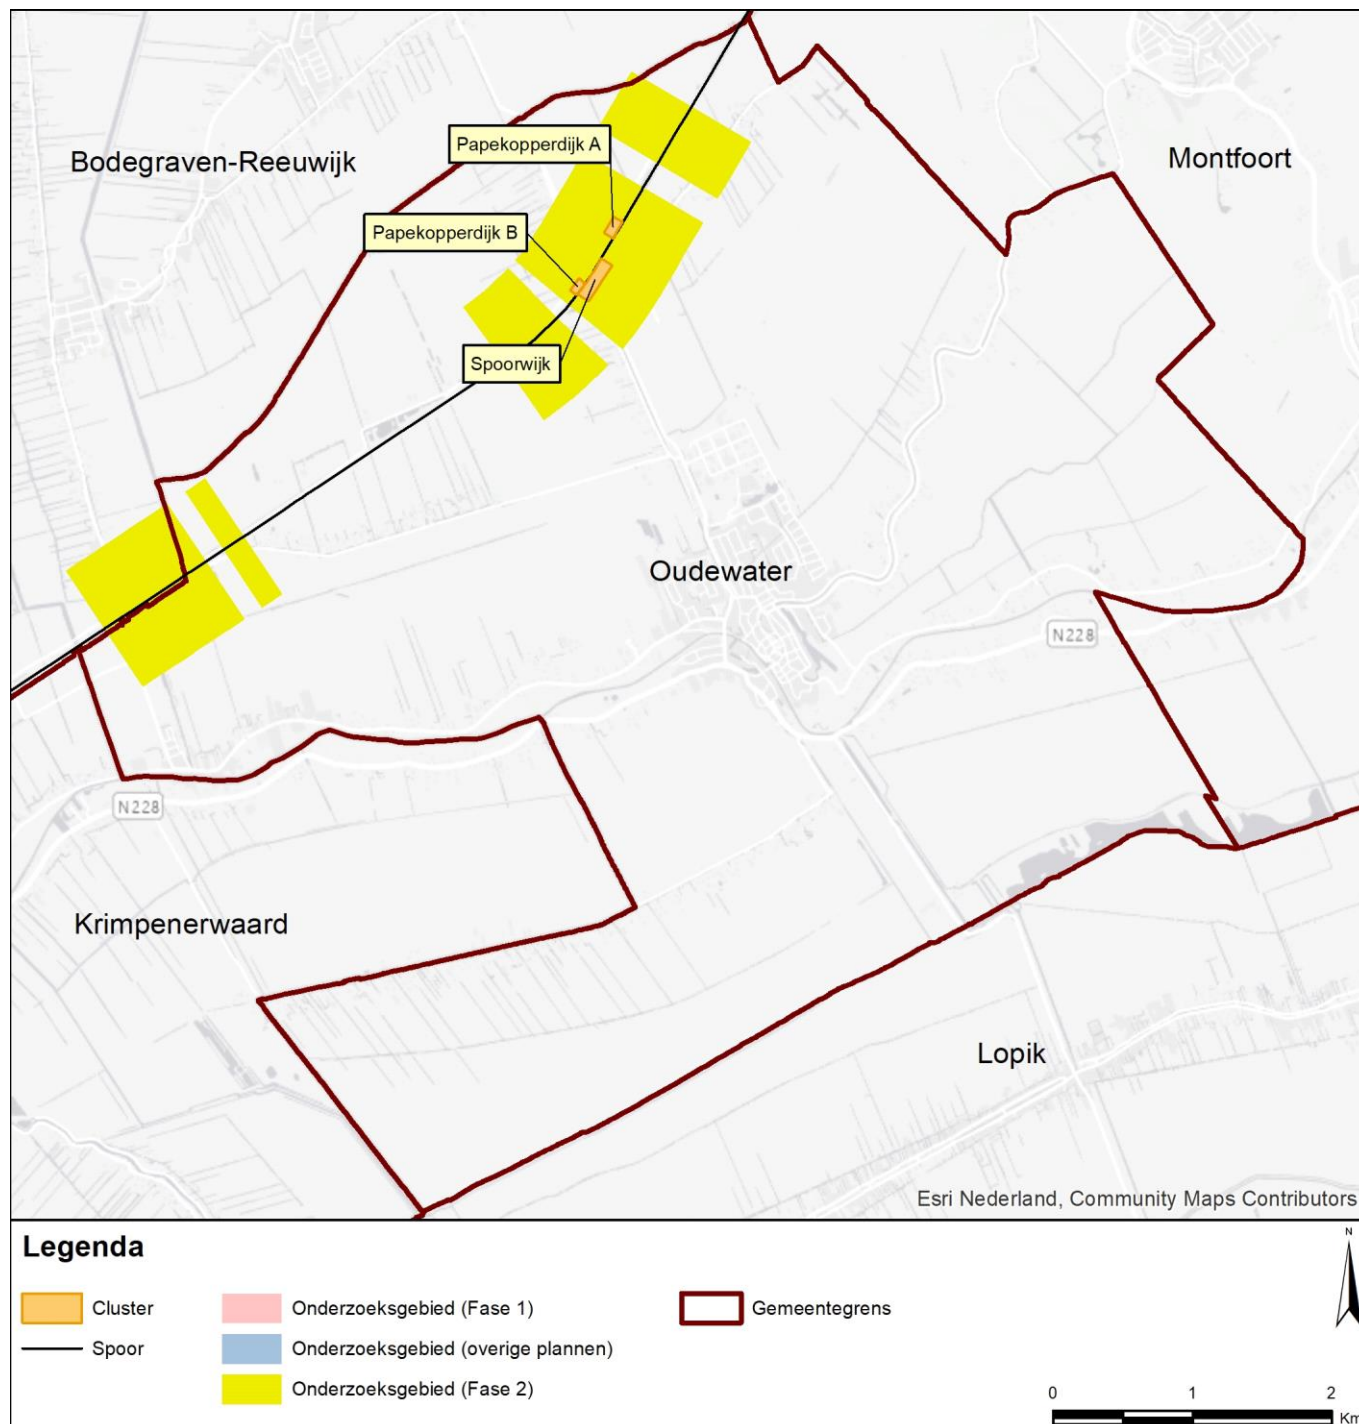 Papekopperdijk A
Bodegraven-Reeuwijk
Montfoort
Papekopperdijk B
Spoorwijk
Oudewater
N228
N228
Krimpenerwaard
Lopik
Esri Nederland, Community Maps Contributors
Legenda
N
Cluster
Onderzoeksgebied (Fase 1)
Gemeentegrens
Spoor
Onderzoeksgebied (overige plannen)
Onderzoeksgebied (Fase 2)
0 1 2
Km